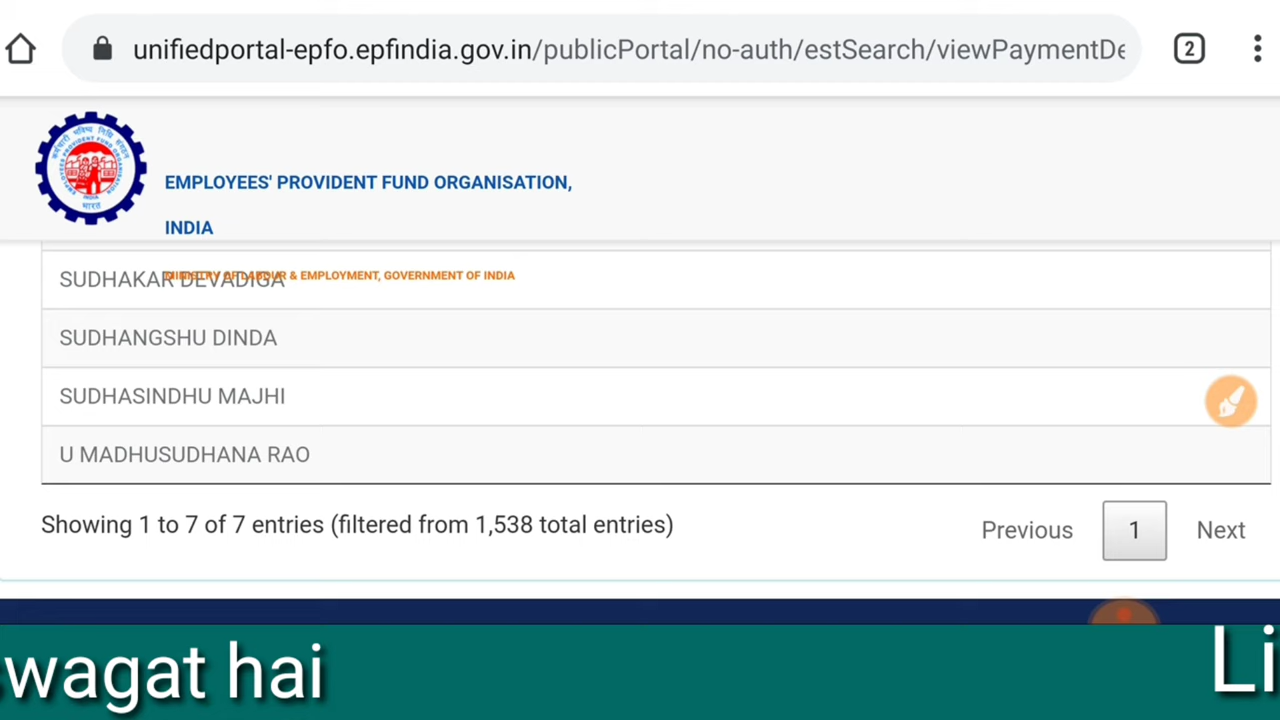 unifiedportal-epfo.epfindia.gov.in/publicPortal/no-auth/estSearch/viewPaymentDe
2
EMPLOYEES' PROVIDENT FUND ORGANISATION,
INDIA
MINISTRY OF LABOUR & EMPLOYMENT, GOVERNMENT OF INDIA
SUDHAKAR DEVADIGA
SUDHANGSHU DINDA
SUDHASINDHU MAJHI
U MADHUSUDHANA RAO
Showing 1 to 7 of 7 entries (filtered from 1,538 total entries)
Previous 1 Next
swagat hai
Li